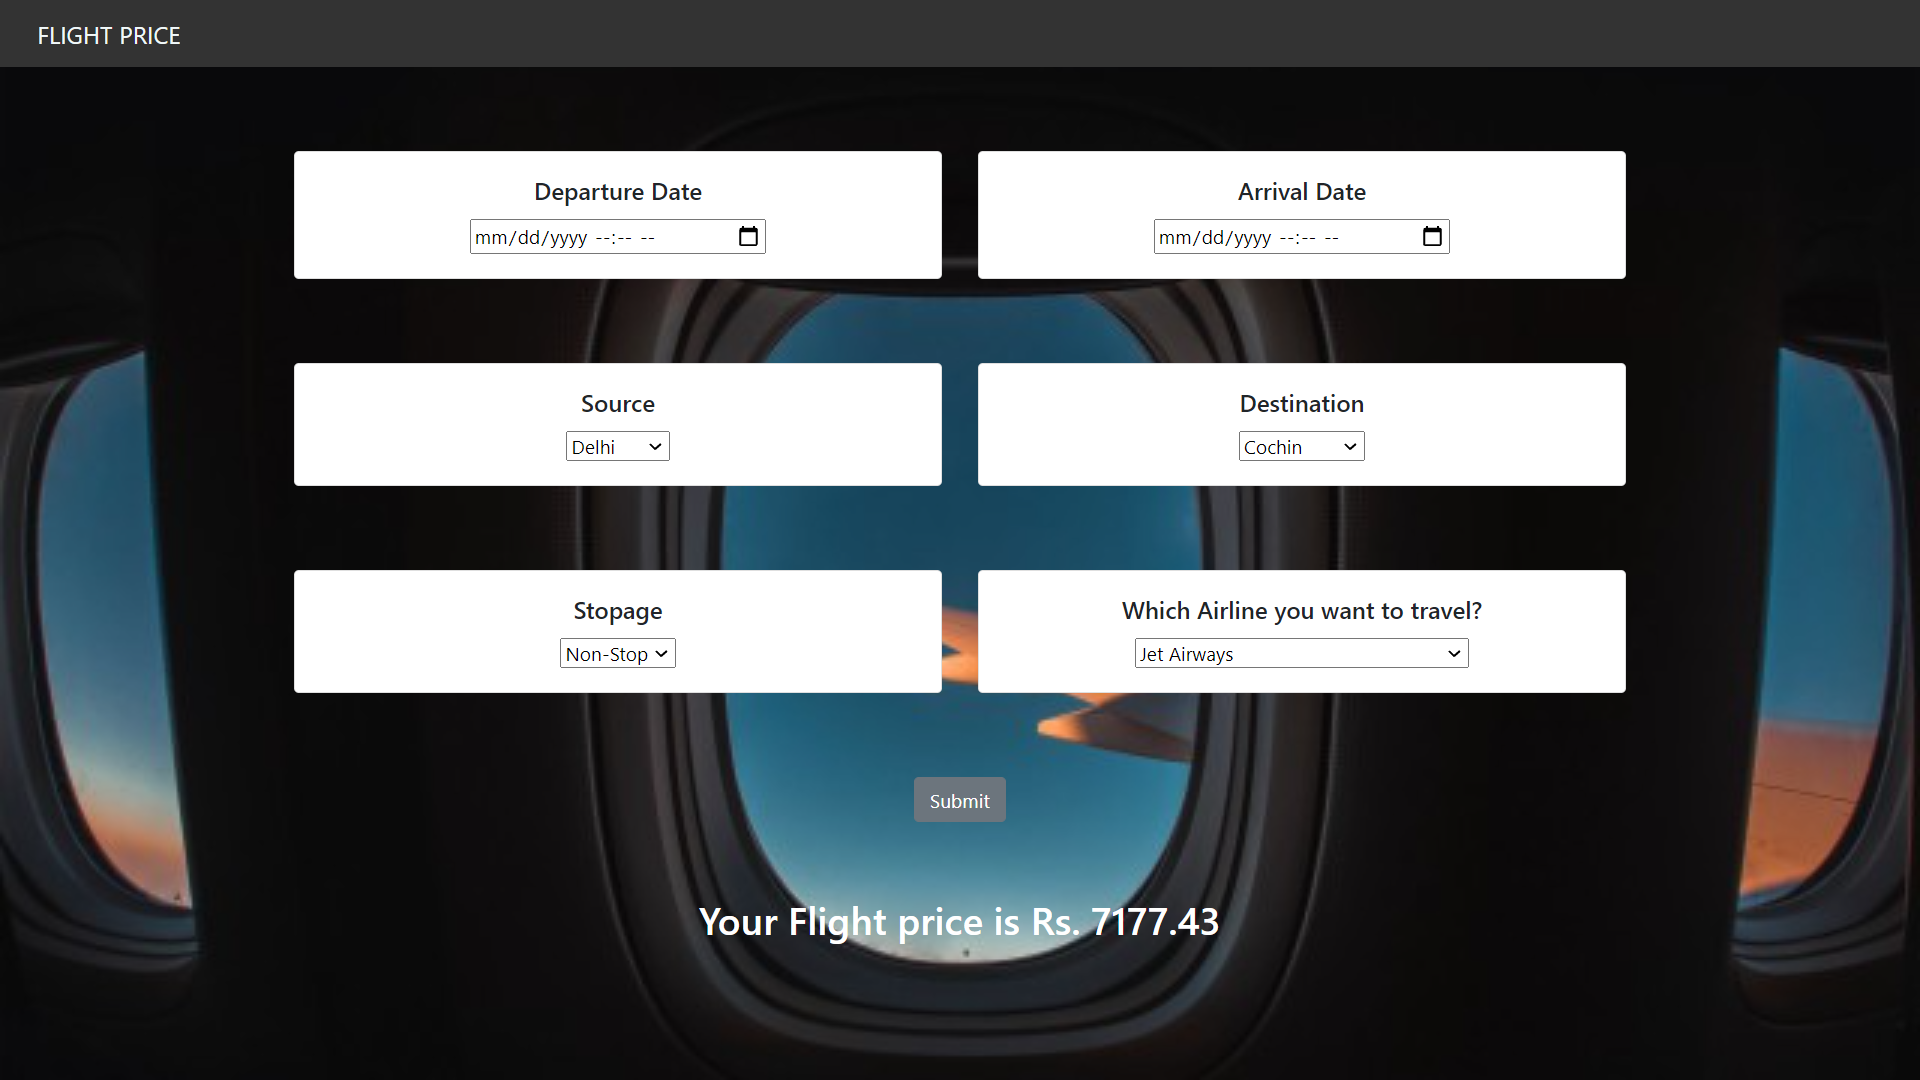 FLIGHT PRICE
Departure Date
mm/dd/yyyy --:-- --
Arrival Date
mm/dd/yyyy --:-- --
Source
Delhi
Destination
Cochin
Stopage
Non-Stop
Which Airline you want to travel?
Jet Airways
Submit
Your Flight price is Rs. 7177.43